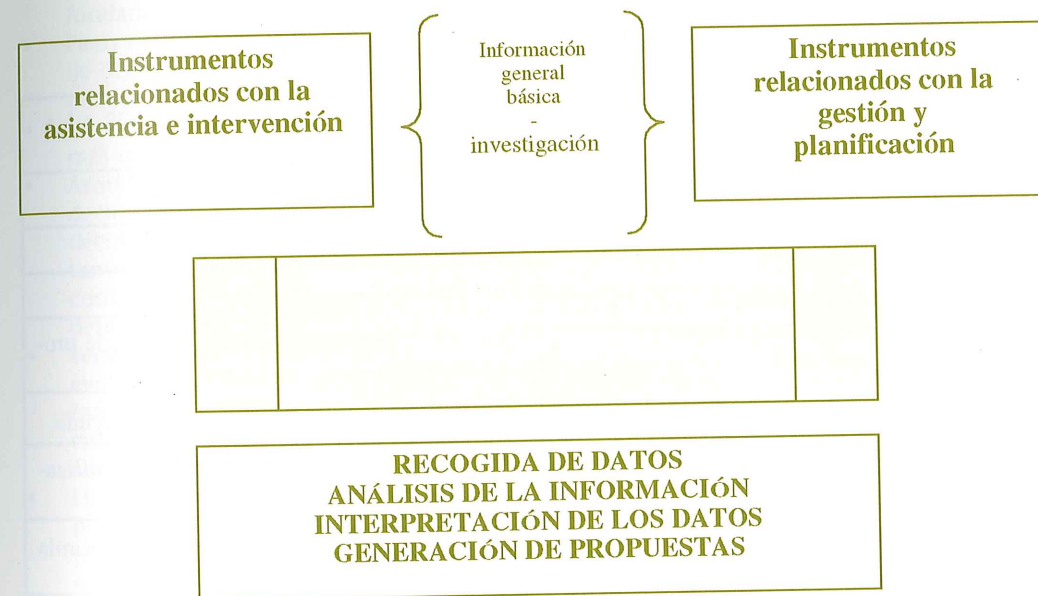 Instrumentos
relacionados con la
asistencia e intervención
Información
general
básica
-
investigación
Instrumentos
relacionados con la
gestión y
planificación
RECOGIDA DE DATOS
ANÁLISIS DE LA INFORMACIÓN
INTERPRETACIÓN DE LOS DATOS
GENERACIÓN DE PROPUESTAS